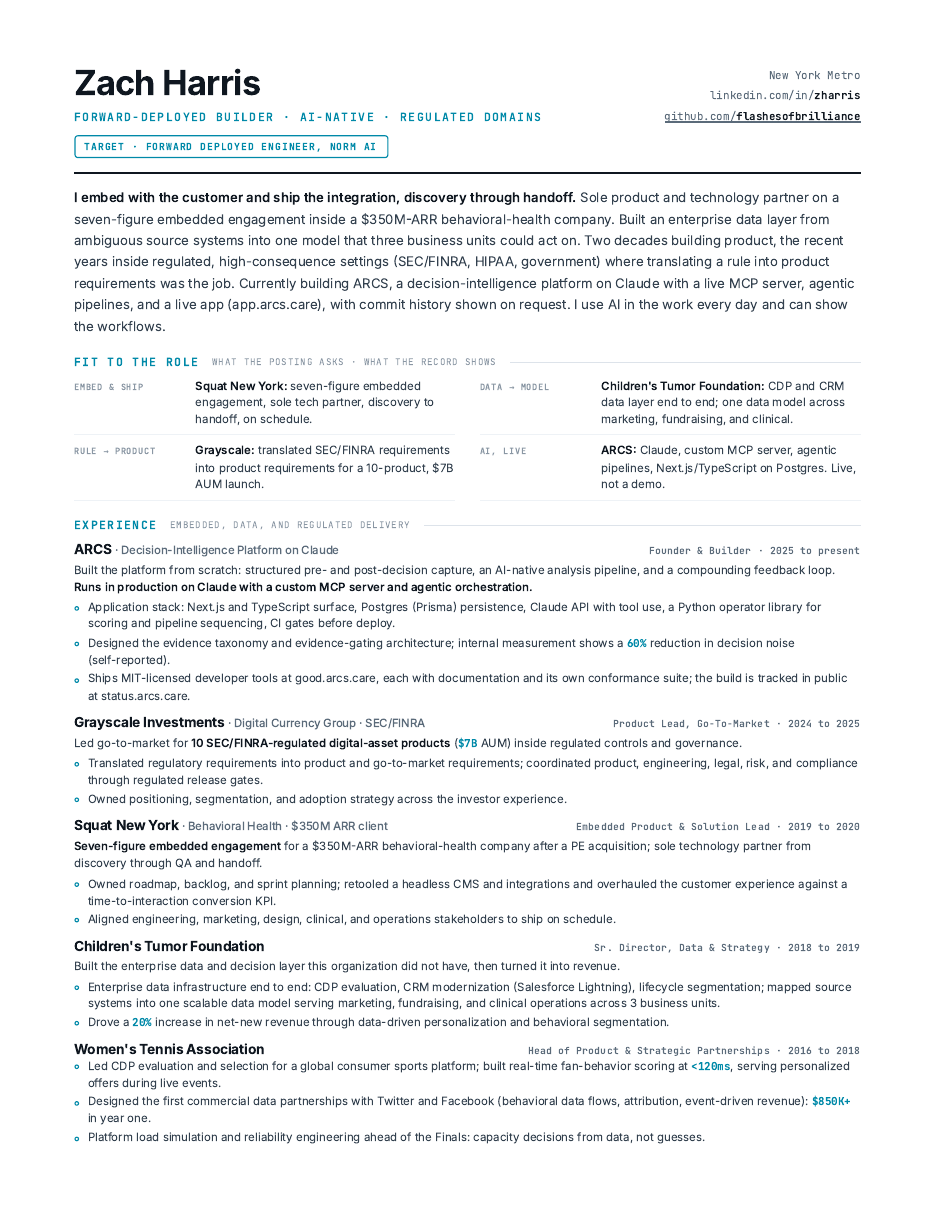 Zach Harris
FORWARD-DEPLOYED BUILDER · AI-NATIVE · REGULATED DOMAINS
TARGET · FORWARD DEPLOYED ENGINEER, NORM AI
New York Metro
linkedin.com/in/zharris
github.com/flashesofbrilliance
I embed with the customer and ship the integration, discovery through handoff. Sole product and technology partner on a
seven-figure embedded engagement inside a $350M-ARR behavioral-health company. Built an enterprise data layer from
ambiguous source systems into one model that three business units could act on. Two decades building product, the recent
years inside regulated, high-consequence settings (SEC/FINRA, HIPAA, government) where translating a rule into product
requirements was the job. Currently building ARCS, a decision-intelligence platform on Claude with a live MCP server, agentic
pipelines, and a live app (app.arcs.care), with commit history shown on request. I use AI in the work every day and can show
the workflows.
FIT TO THE ROLE WHAT THE POSTING ASKS · WHAT THE RECORD SHOWS
EMBED & SHIP
Squat New York: seven-figure embedded
engagement, sole tech partner, discovery to
handoff, on schedule.
DATA → MODEL
Children's Tumor Foundation: CDP and CRM
data layer end to end; one data model across
marketing, fundraising, and clinical.
RULE → PRODUCT
Grayscale: translated SEC/FINRA requirements
into product requirements for a 10-product, $7B
AUM launch.
AI, LIVE
ARCS: Claude, custom MCP server, agentic
pipelines, Next.js/TypeScript on Postgres. Live,
not a demo.
EXPERIENCE EMBEDDED, DATA, AND REGULATED DELIVERY
ARCS · Decision-Intelligence Platform on Claude Founder & Builder · 2025 to present
Built the platform from scratch: structured pre- and post-decision capture, an AI-native analysis pipeline, and a compounding feedback loop.
Runs in production on Claude with a custom MCP server and agentic orchestration.
Application stack: Next.js and TypeScript surface, Postgres (Prisma) persistence, Claude API with tool use, a Python operator library for
scoring and pipeline sequencing, CI gates before deploy.
Designed the evidence taxonomy and evidence-gating architecture; internal measurement shows a 60% reduction in decision noise
(self-reported).
Ships MIT-licensed developer tools at good.arcs.care, each with documentation and its own conformance suite; the build is tracked in public
at status.arcs.care.
Grayscale Investments · Digital Currency Group · SEC/FINRA Product Lead, Go-To-Market · 2024 to 2025
Led go-to-market for 10 SEC/FINRA-regulated digital-asset products ($7B AUM) inside regulated controls and governance.
Translated regulatory requirements into product and go-to-market requirements; coordinated product, engineering, legal, risk, and compliance
through regulated release gates.
Owned positioning, segmentation, and adoption strategy across the investor experience.
Squat New York · Behavioral Health · $350M ARR client Embedded Product & Solution Lead · 2019 to 2020
Seven-figure embedded engagement for a $350M-ARR behavioral-health company after a PE acquisition; sole technology partner from
discovery through QA and handoff.
Owned roadmap, backlog, and sprint planning; retooled a headless CMS and integrations and overhauled the customer experience against a
time-to-interaction conversion KPI.
Aligned engineering, marketing, design, clinical, and operations stakeholders to ship on schedule.
Children's Tumor Foundation Sr. Director, Data & Strategy · 2018 to 2019
Built the enterprise data and decision layer this organization did not have, then turned it into revenue.
Enterprise data infrastructure end to end: CDP evaluation, CRM modernization (Salesforce Lightning), lifecycle segmentation; mapped source
systems into one scalable data model serving marketing, fundraising, and clinical operations across 3 business units.
Drove a 20% increase in net-new revenue through data-driven personalization and behavioral segmentation.
Women's Tennis Association Head of Product & Strategic Partnerships · 2016 to 2018
Led CDP evaluation and selection for a global consumer sports platform; built real-time fan-behavior scoring at <120ms, serving personalized
offers during live events.
Designed the first commercial data partnerships with Twitter and Facebook (behavioral data flows, attribution, event-driven revenue): $850K+
in year one.
Platform load simulation and reliability engineering ahead of the Finals: capacity decisions from data, not guesses.